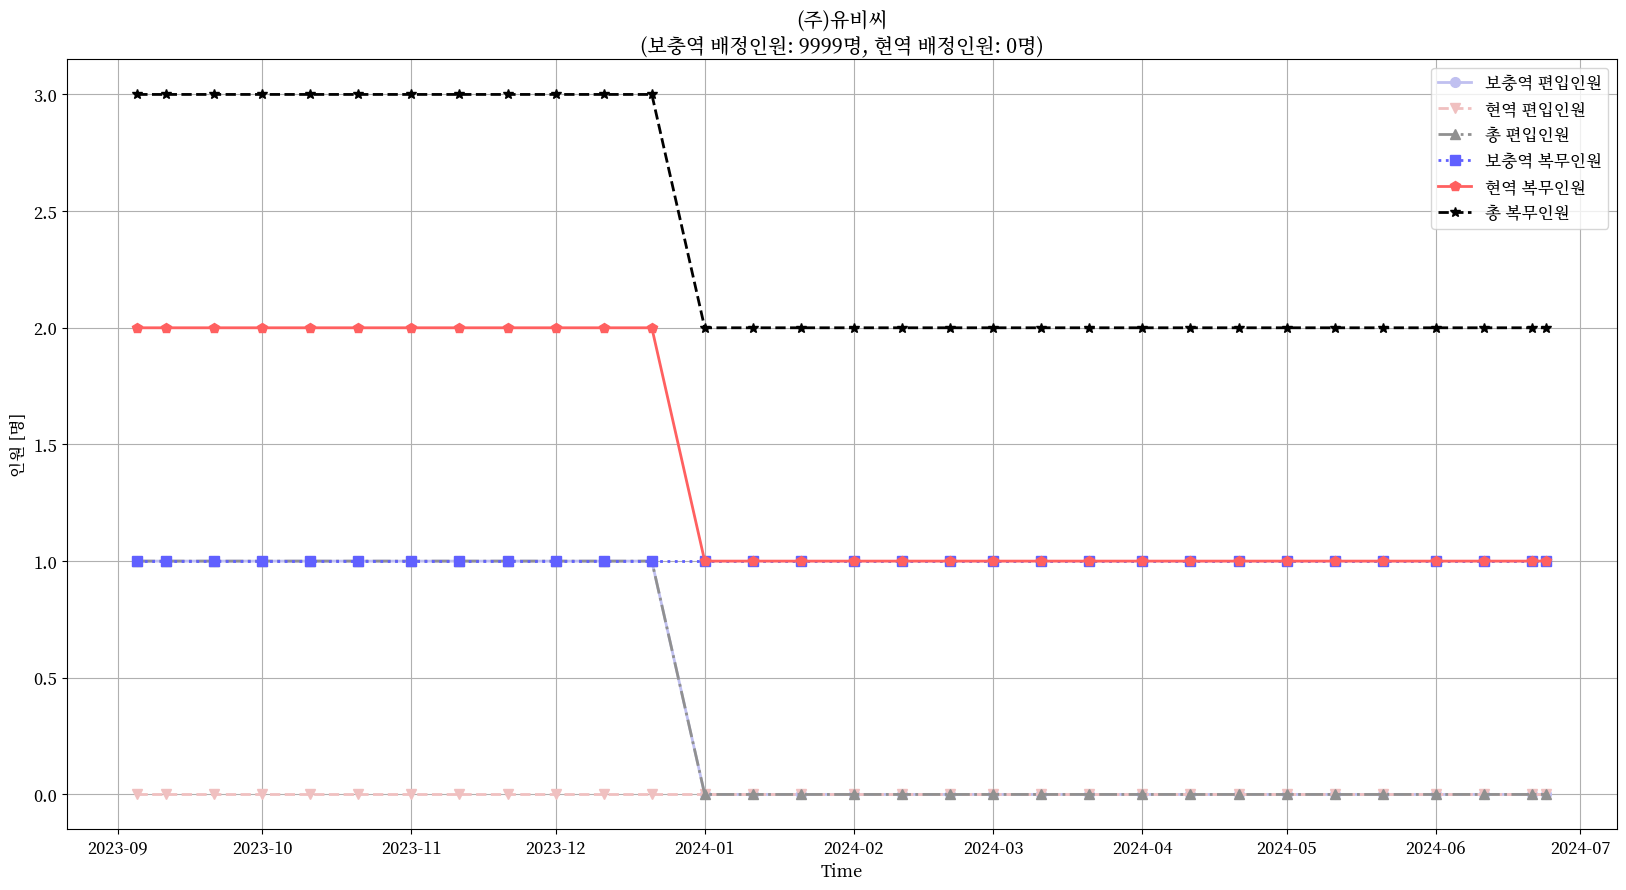 (주)유비씨
(보충역 배정인원: 9999명, 현역 배정인원: 0명)
보충역 편입인원
현역 편입인원
총 편입인원
보충역 복무인원
현역 복무인원
총 복무인원
인원 [명]
3.0
2.5
2.0
1.5
1.0
0.5
0.0
2023-09 2023-10 2023-11 2023-12 2024-01 2024-02 2024-03 2024-04 2024-05 2024-06 2024-07
Time